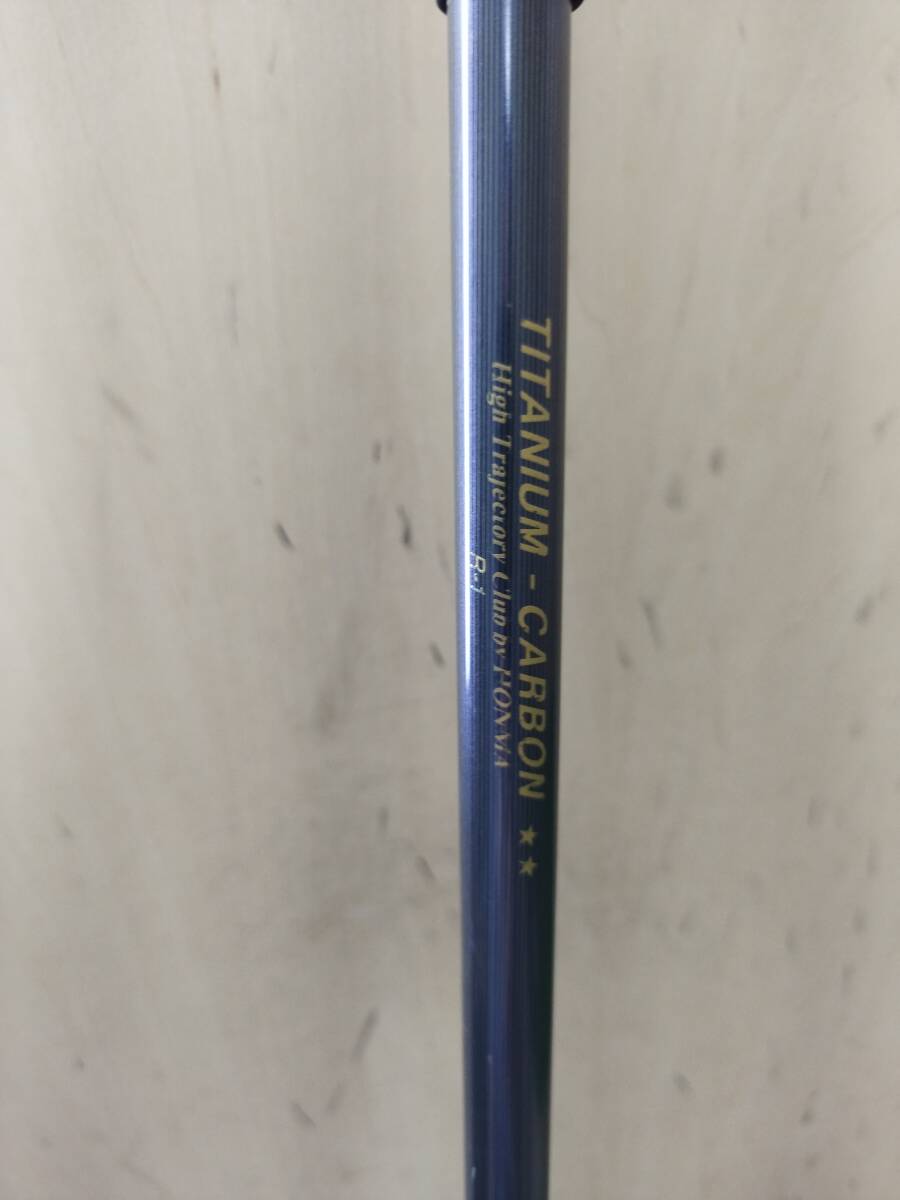 TITANIUM - CARBON ★★
High Trajectory Club by HONMA
R-1